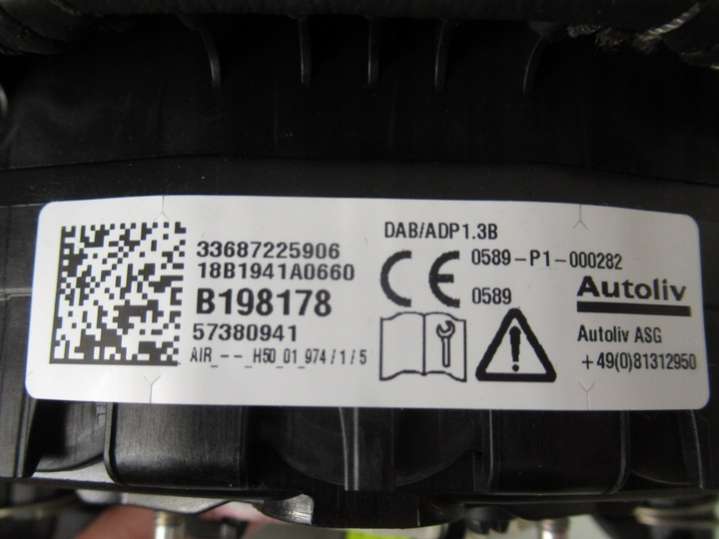 33687225906
18B1941A0660
B198178
57380941
AIR_--_H50_01_974/1/5
DAB/ADP1.3B
CE 0589-P1-000282
0589
Autoliv
Autoliv ASG
+49(0)81312950